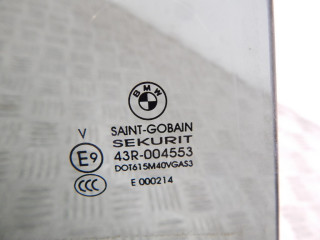 BMW
SAINT-GOBAIN
SEKURIT
V
E9 43R-004553
DOT615M40VGAS3
CCC E 000214